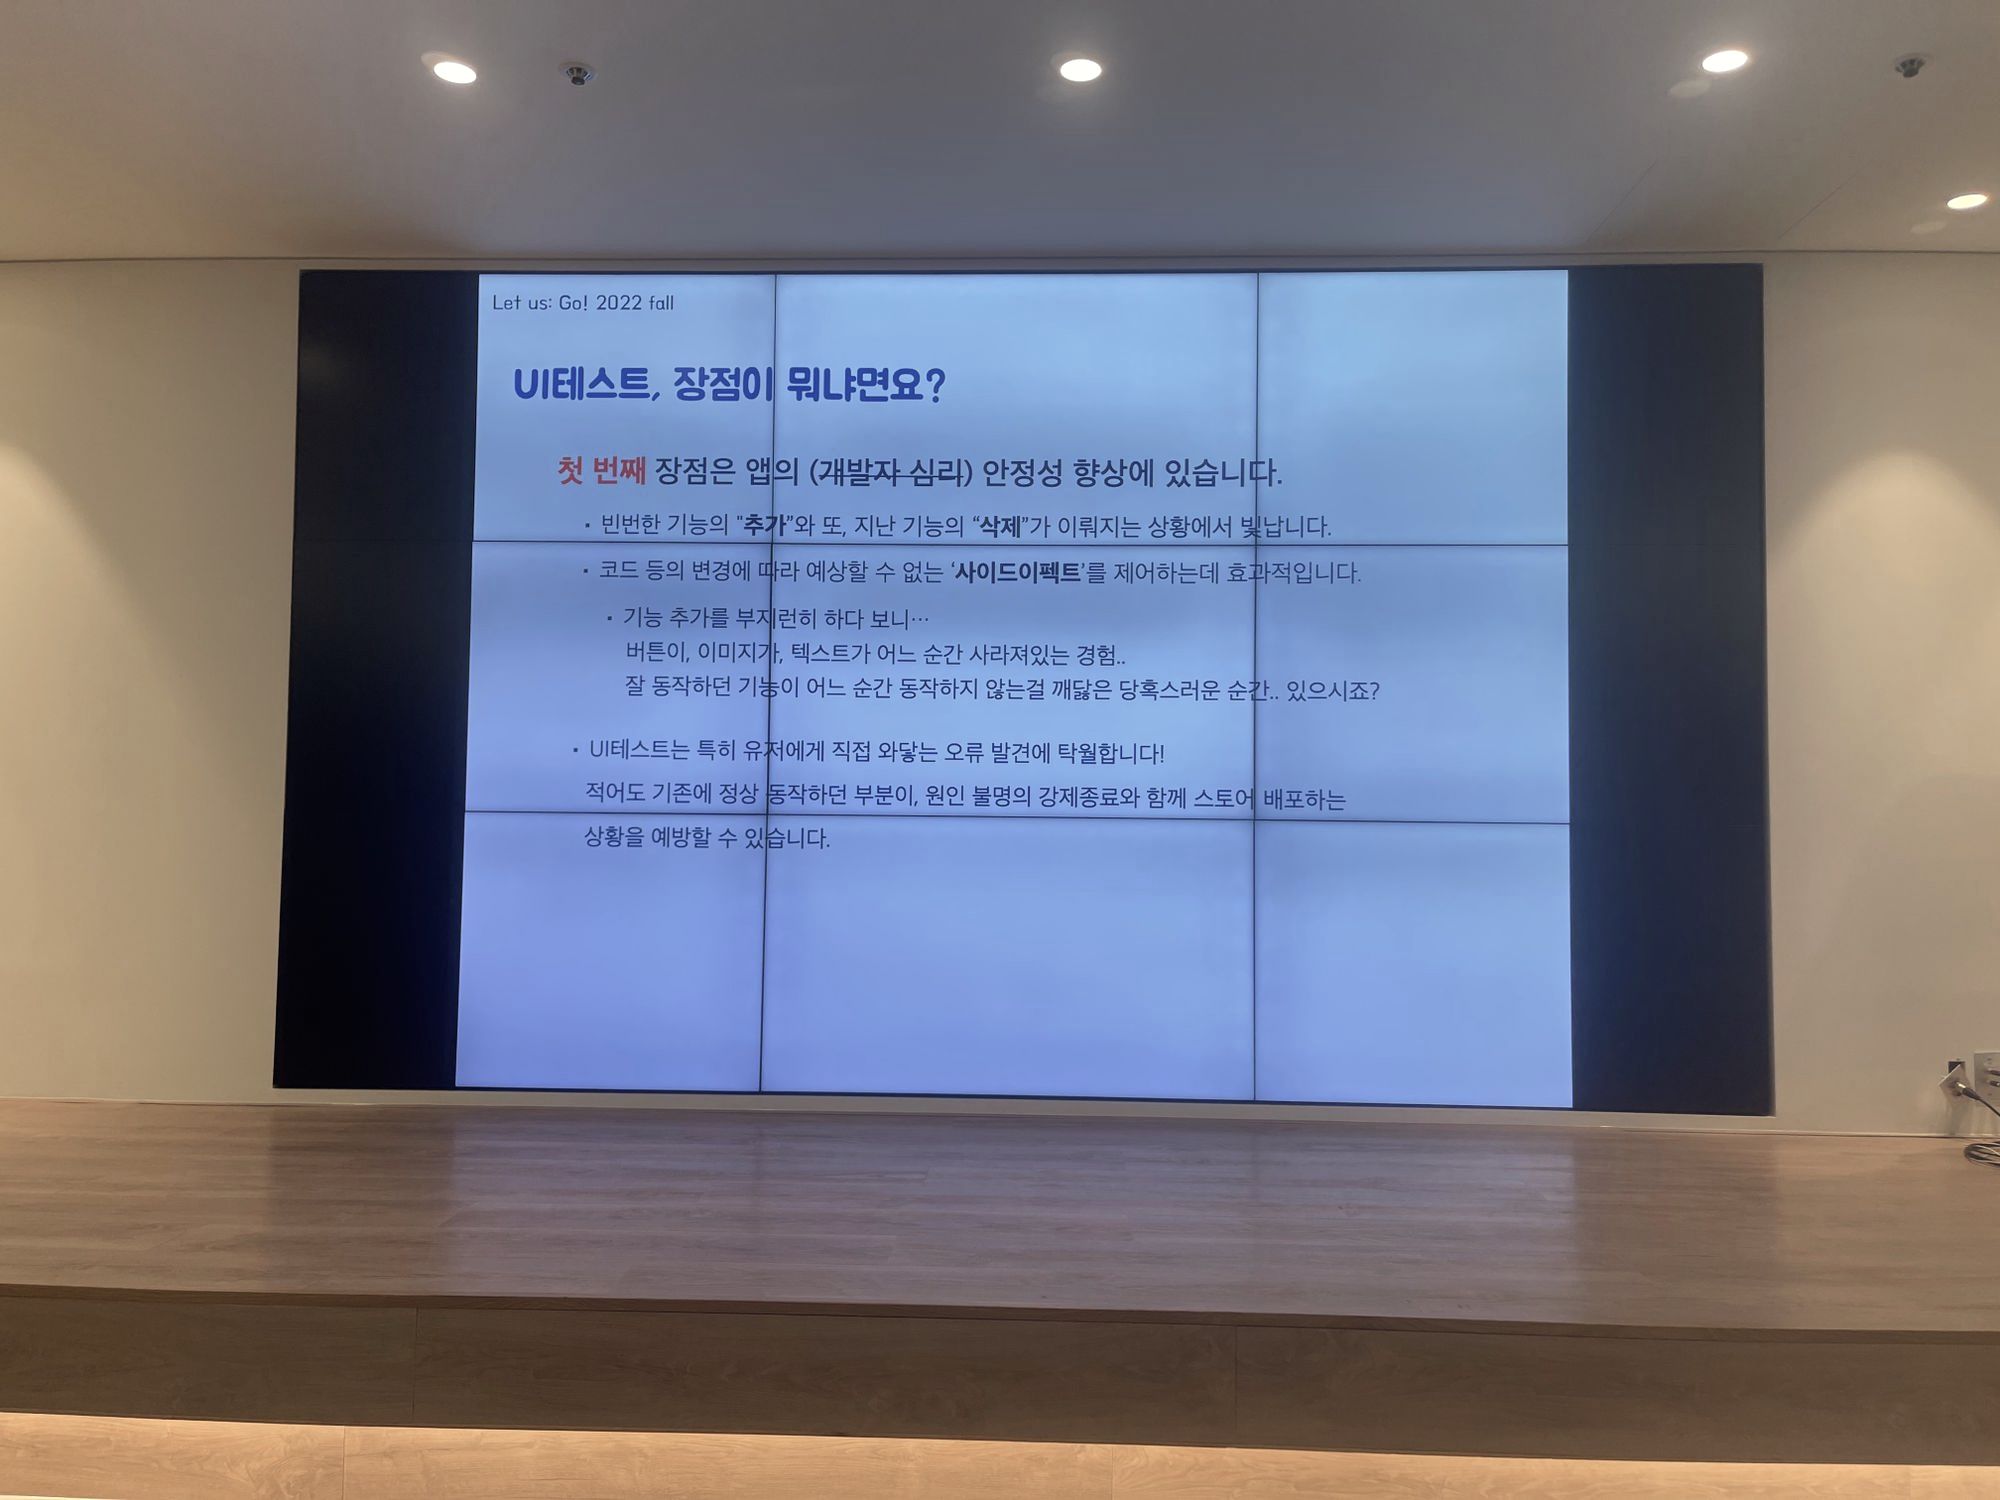 Let us: Go! 2022 fall
UI테스트, 장점이 뭐냐면요?
첫 번째 장점은 앱의 (개발자 심리) 안정성 향상에 있습니다.
· 빈번한 기능의 "추가”와 또, 지난 기능의 “삭제”가 이뤄지는 상황에서 빛납니다.
· 코드 등의 변경에 따라 예상할 수 없는 ‘사이드이펙트’를 제어하는데 효과적입니다.
· 기능 추가를 부지런히 하다 보니…
버튼이, 이미지가, 텍스트가 어느 순간 사라져있는 경험..
잘 동작하던 기능이 어느 순간 동작하지 않는걸 깨닳은 당혹스러운 순간.. 있으시죠?
· UI테스트는 특히 유저에게 직접 와닿는 오류 발견에 탁월합니다!
적어도 기존에 정상 동작하던 부분이, 원인 불명의 강제종료와 함께 스토어 배포하는
상황을 예방할 수 있습니다.